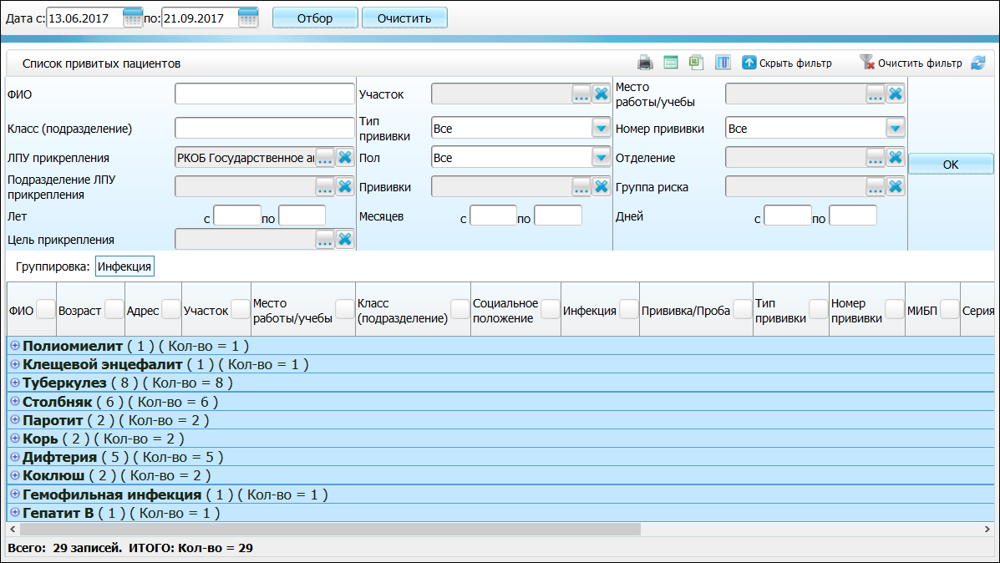 Дата с: 13.06.2017 по: 21.09.2017 Отбор Очистить
Список привитых пациентов Скрыть фильтр Очистить фильтр
ФИО Участок ... Место работы/учебы ...
Класс (подразделение) Тип прививки Все Номер прививки Все
ЛПУ прикрепления РКОБ Государственное а ... Пол Все Отделение ... ОК
Подразделение ЛПУ прикрепления ... Прививки ... Группа риска ...
Лет с по Месяцев с по Дней с по
Цель прикрепления ...
Группировка: Инфекция
ФИО Возраст Адрес Участок Место работы/учебы Класс (подразделение) Социальное положение Инфекция Прививка/Проба Тип прививки Номер прививки МИБП Серия
Полиомиелит ( 1 ) ( Кол-во = 1 )
Клещевой энцефалит ( 1 ) ( Кол-во = 1 )
Туберкулез ( 8 ) ( Кол-во = 8 )
Столбняк ( 6 ) ( Кол-во = 6 )
Паротит ( 2 ) ( Кол-во = 2 )
Корь ( 2 ) ( Кол-во = 2 )
Дифтерия ( 5 ) ( Кол-во = 5 )
Коклюш ( 2 ) ( Кол-во = 2 )
Гемофильная инфекция ( 1 ) ( Кол-во = 1 )
Гепатит В ( 1 ) ( Кол-во = 1 )
Всего: 29 записей. ИТОГО: Кол-во = 29